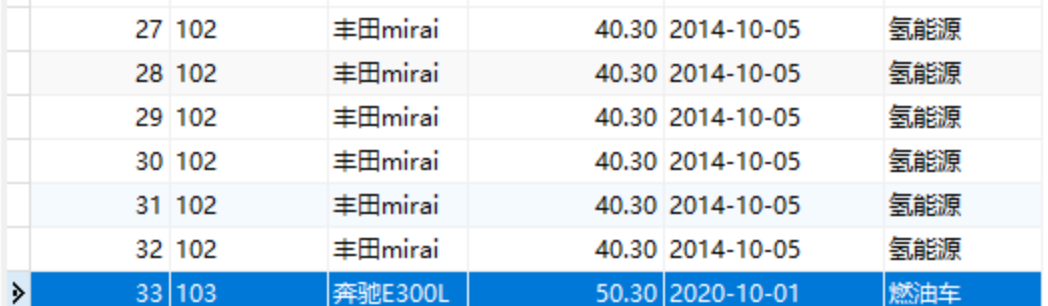 27 102 丰田mirai 40.30 2014-10-05 氢能源
28 102 丰田mirai 40.30 2014-10-05 氢能源
29 102 丰田mirai 40.30 2014-10-05 氢能源
30 102 丰田mirai 40.30 2014-10-05 氢能源
31 102 丰田mirai 40.30 2014-10-05 氢能源
32 102 丰田mirai 40.30 2014-10-05 氢能源
33 103 奔驰E300L 50.30 2020-10-01 燃油车